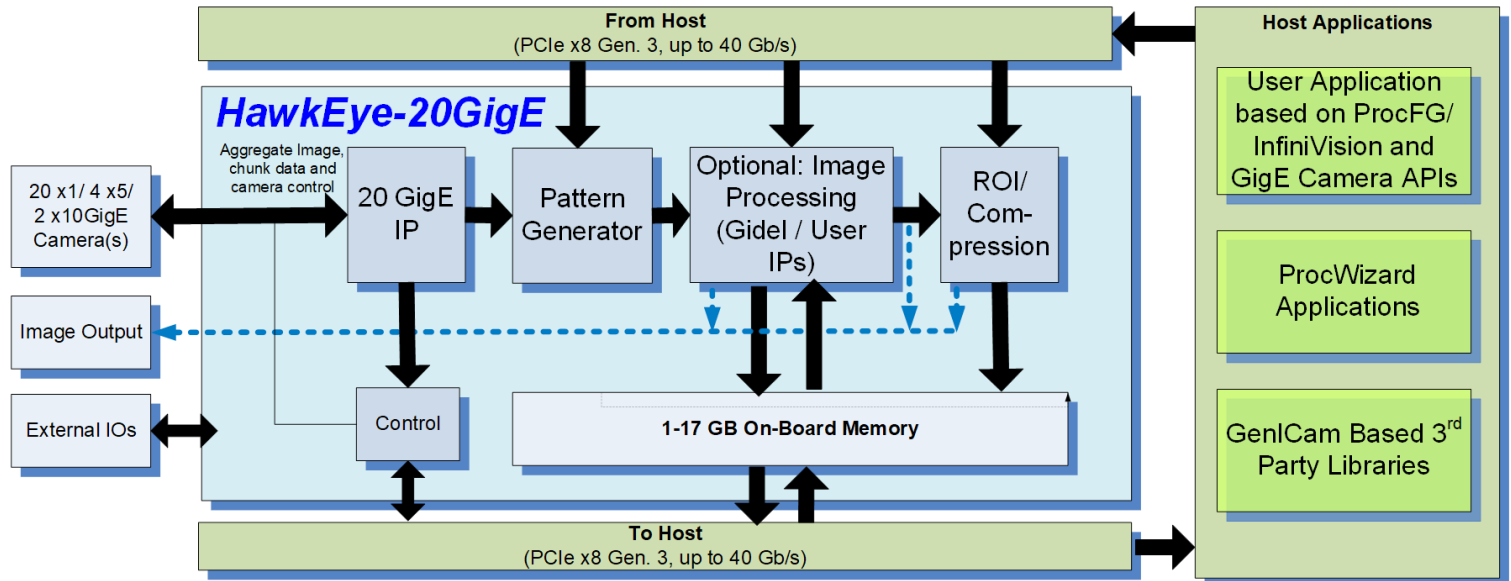 From Host
(PCIe x8 Gen. 3, up to 40 Gb/s)
Host Applications
User Application
based on ProcFG/
InfiniVision and
GigE Camera APIs
ProcWizard
Applications
GenICam Based 3rd
Party Libraries
HawkEye-20GigE
Aggregate Image,
chunk data and
camera control
20 x1/ 4 x5/
2 x10GigE
Camera(s)
20 GigE
IP
Pattern
Generator
Optional: Image
Processing
(Gidel / User
IPs)
ROI/
Com-
pression
Image Output
External IOs
Control
1-17 GB On-Board Memory
To Host
(PCIe x8 Gen. 3, up to 40 Gb/s)